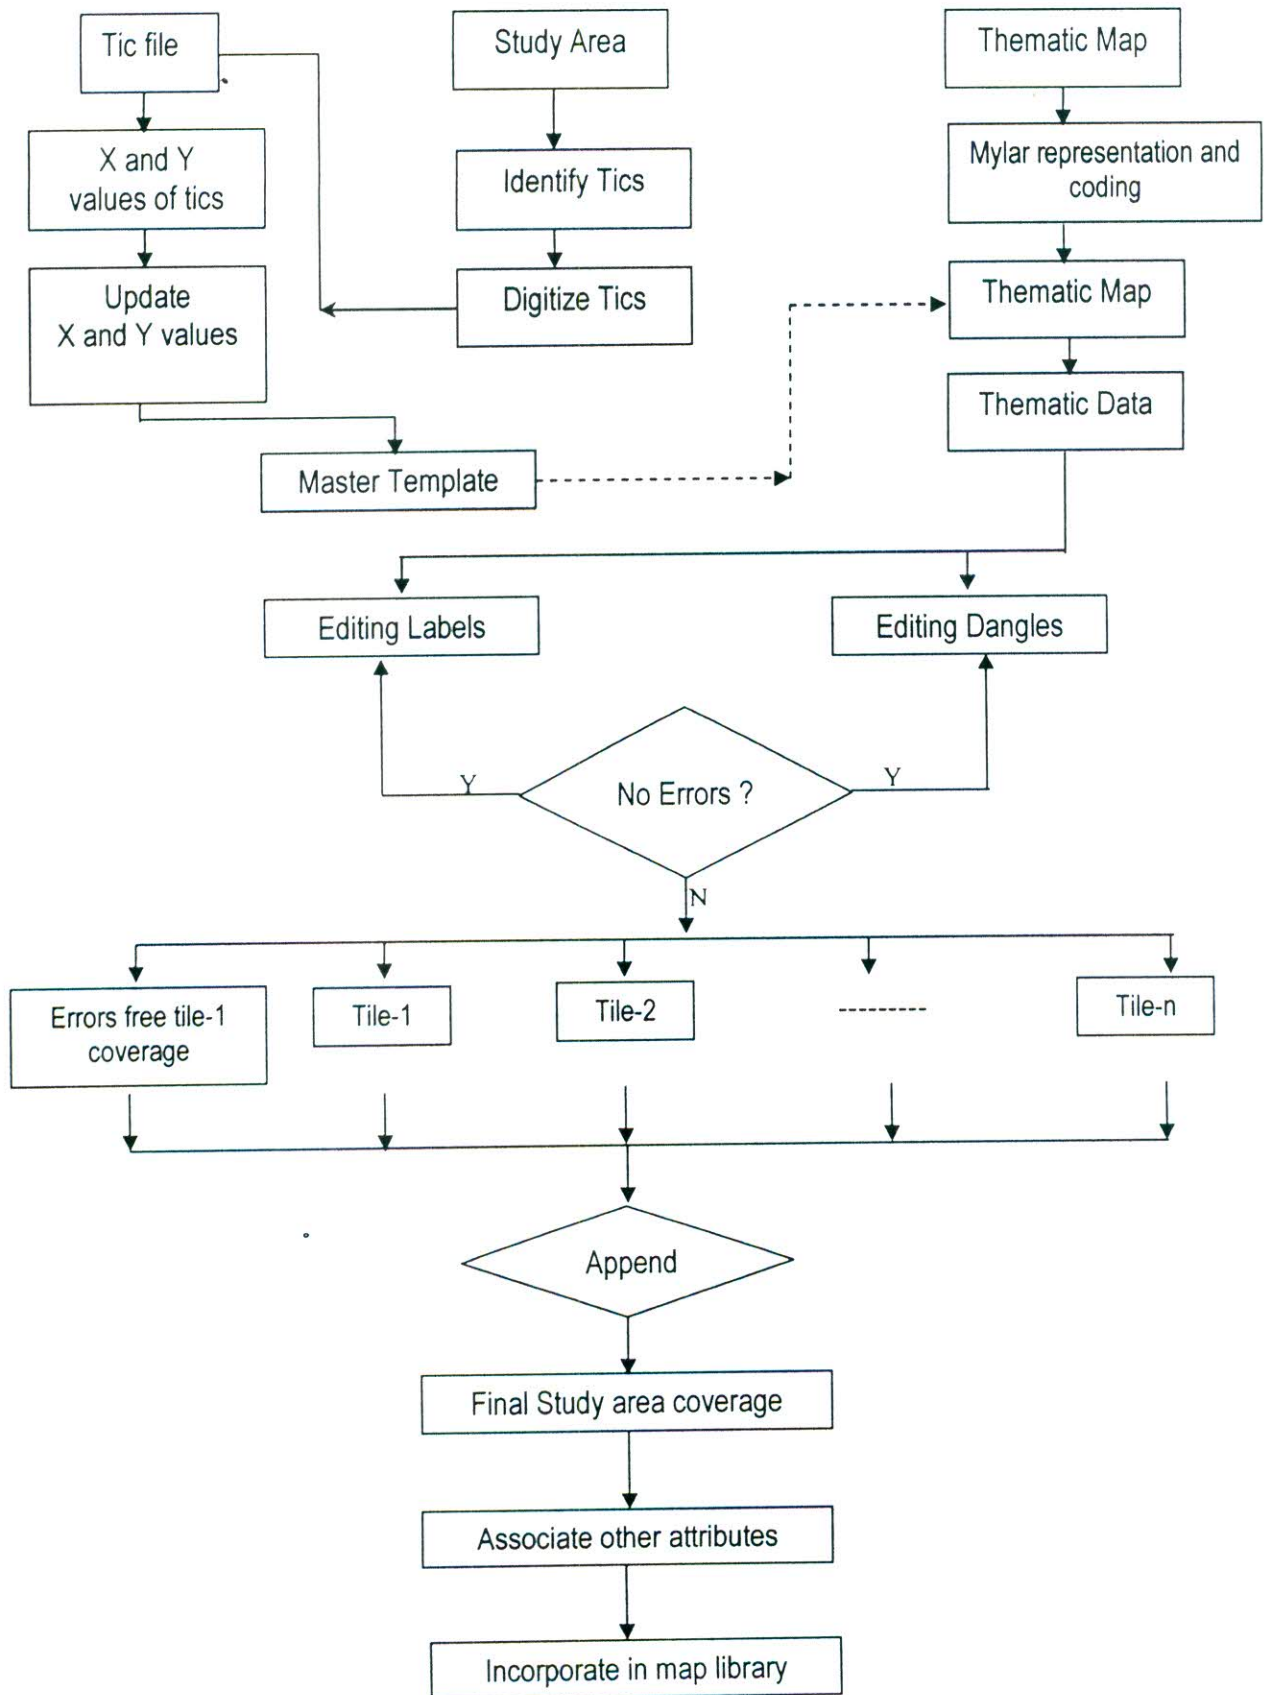 Tic file
Study Area
Thematic Map
X and Y
values of tics
Identify Tics
Mylar representation and
coding
Update
X and Y values
Digitize Tics
Thematic Map
Thematic Data
Master Template
Editing Labels
Editing Dangles
Y
No Errors ?
Y
N
Errors free tile-1
coverage
Tile-1
Tile-2
---------
Tile-n
Append
Final Study area coverage
Associate other attributes
Incorporate in map library